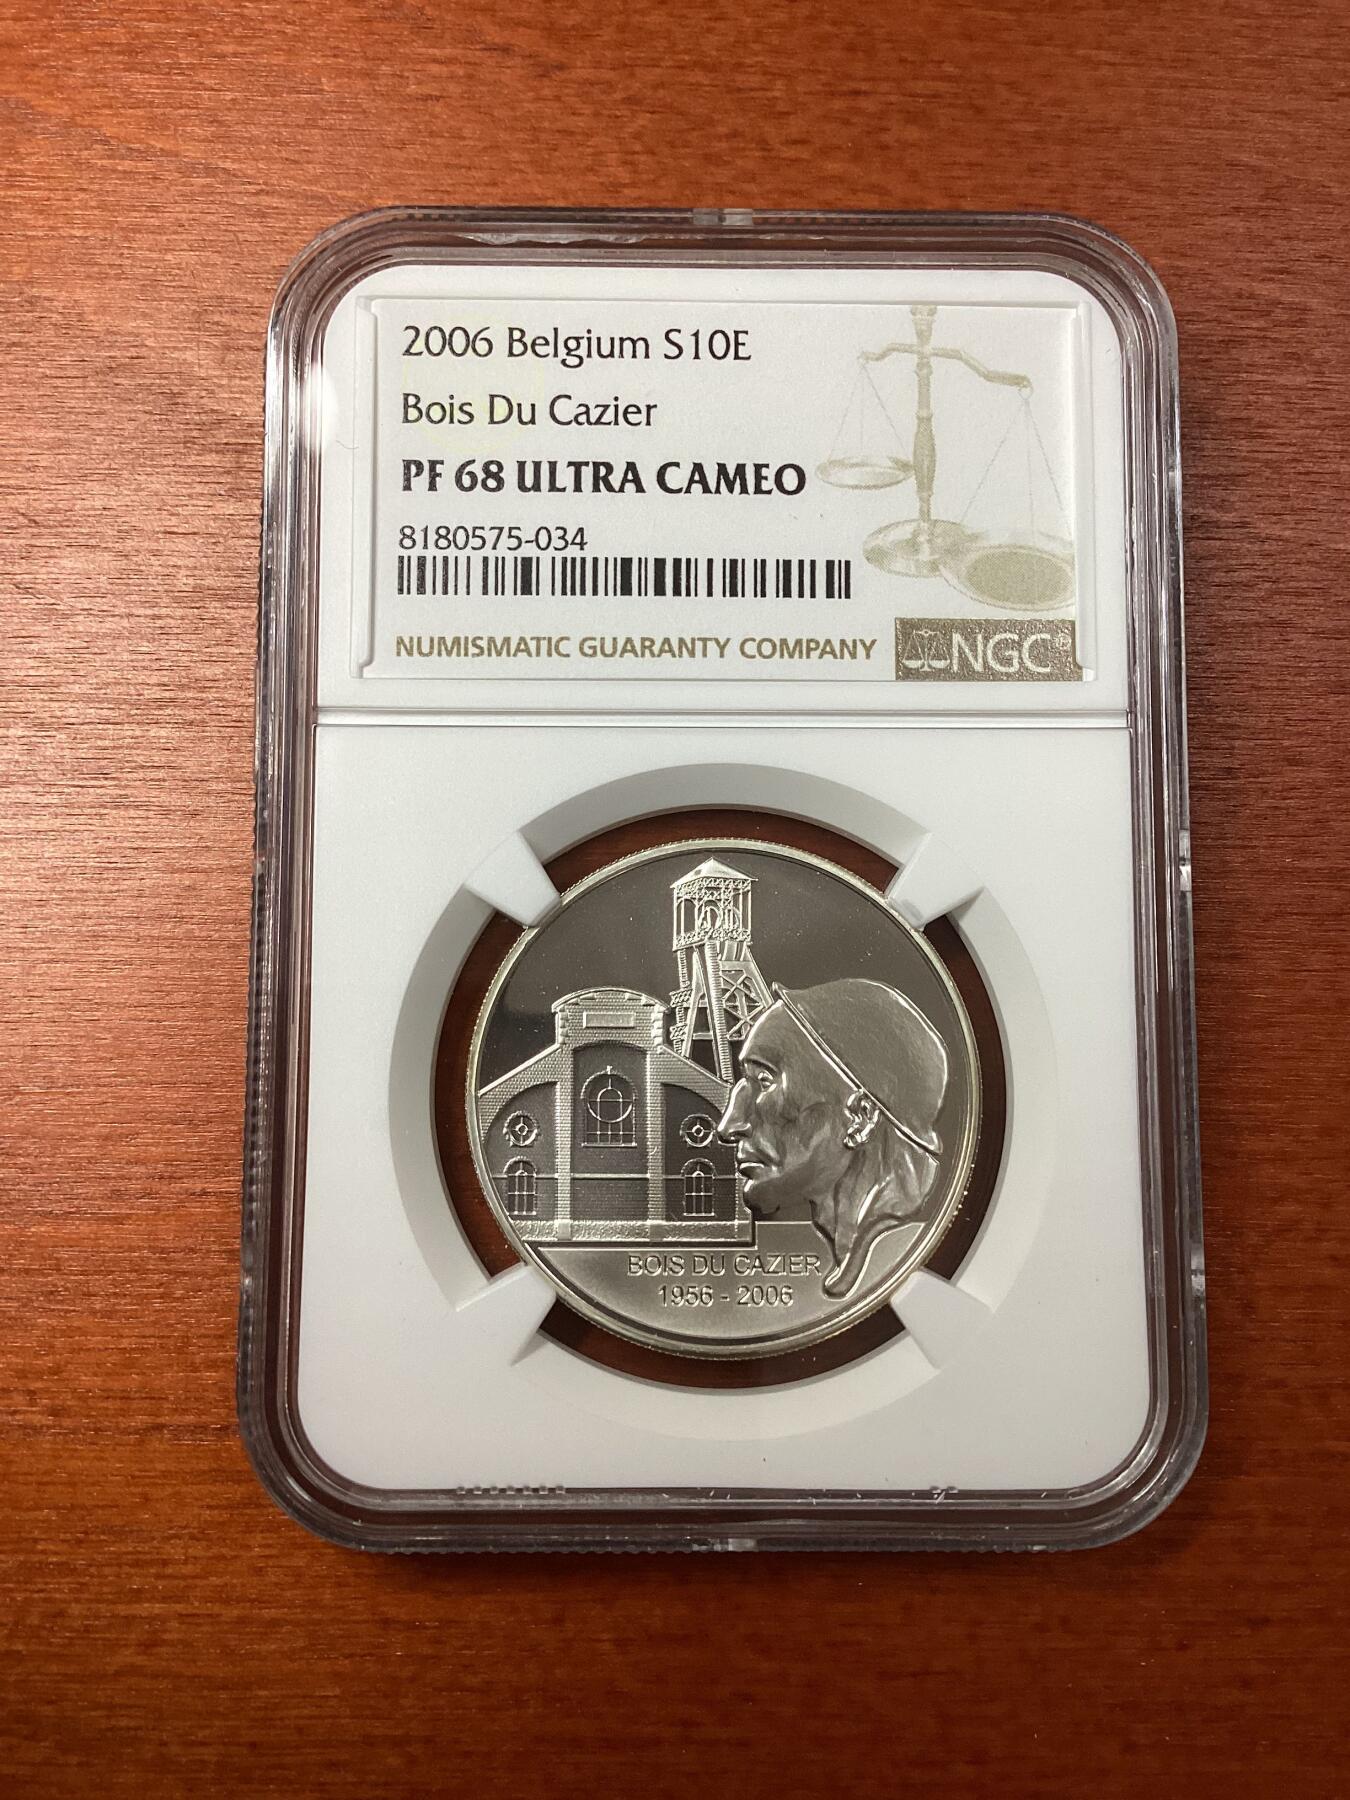 2006 Belgium S10E
Bois Du Cazier
PF 68 ULTRA CAMEO
8180575-034
NUMISMATIC GUARANTY COMPANY
NGC®
BOIS DU CAZIER
1956 - 2006